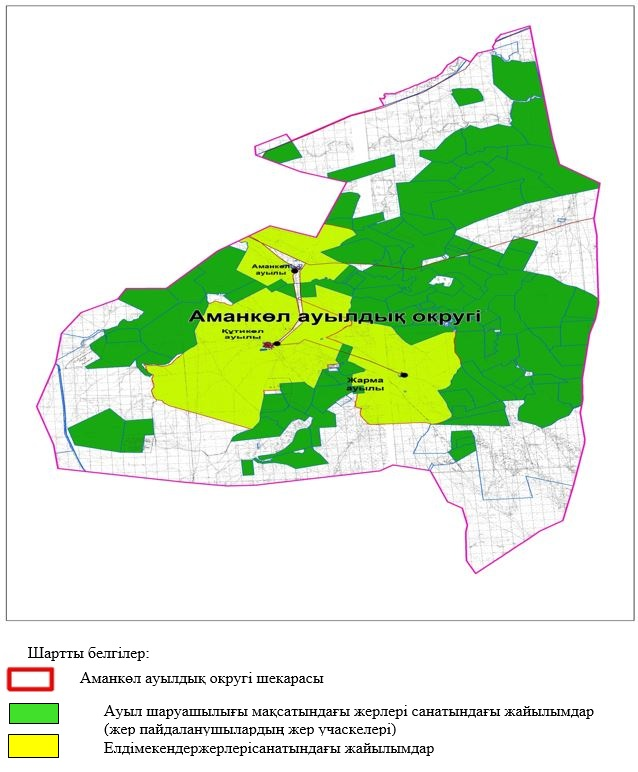 Аманкөл
ауылы
Аманкөл ауылдық округі
Құтикөл
ауылы
Жарма
ауылы
Шартты белгілер:
Аманкөл ауылдық округі шекарасы
Ауыл шаруашылығы мақсатындағы жерлері санатындағы жайылымдар
(жер пайдаланушылардың жер учаскелері)
Елдімекендержерлерісанатындағы жайылымдар